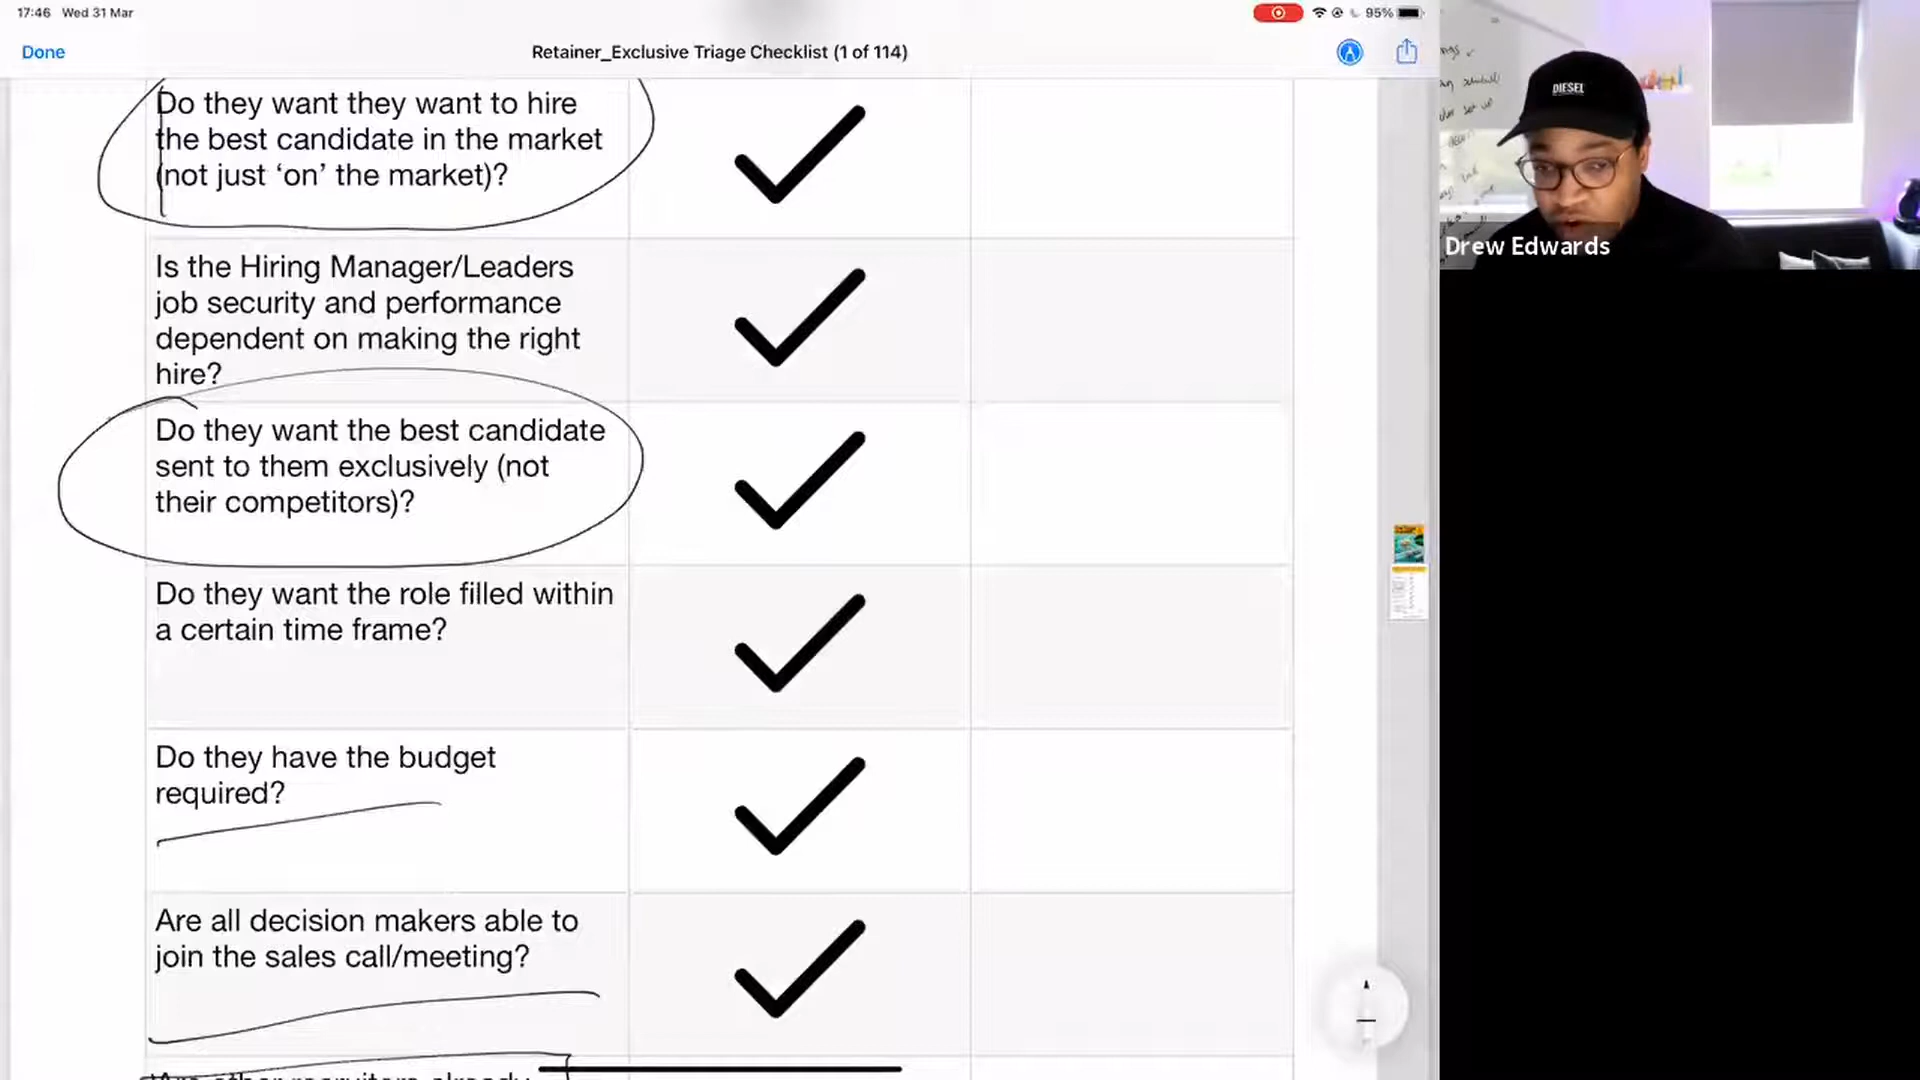 17:46 Wed 31 Mar
95%
Done
Retainer_Exclusive Triage Checklist (1 of 114)
Do they want they want to hire
the best candidate in the market
(not just ‘on’ the market)?
Is the Hiring Manager/Leaders
job security and performance
dependent on making the right
hire?
Do they want the best candidate
sent to them exclusively (not
their competitors)?
Do they want the role filled within
a certain time frame?
Do they have the budget
required?
Are all decision makers able to
join the sales call/meeting?
Are other recruiters already
DIESEL
Drew Edwards